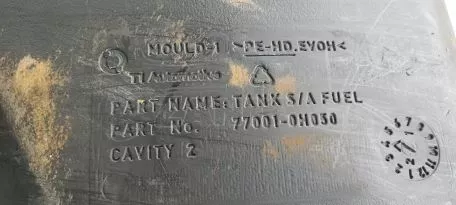 MOULD-1 >PE-HD.EVOH<
TI Automotive
PART NAME: TANK S/A FUEL
PART No. 77001-0H030
CAVITY 2